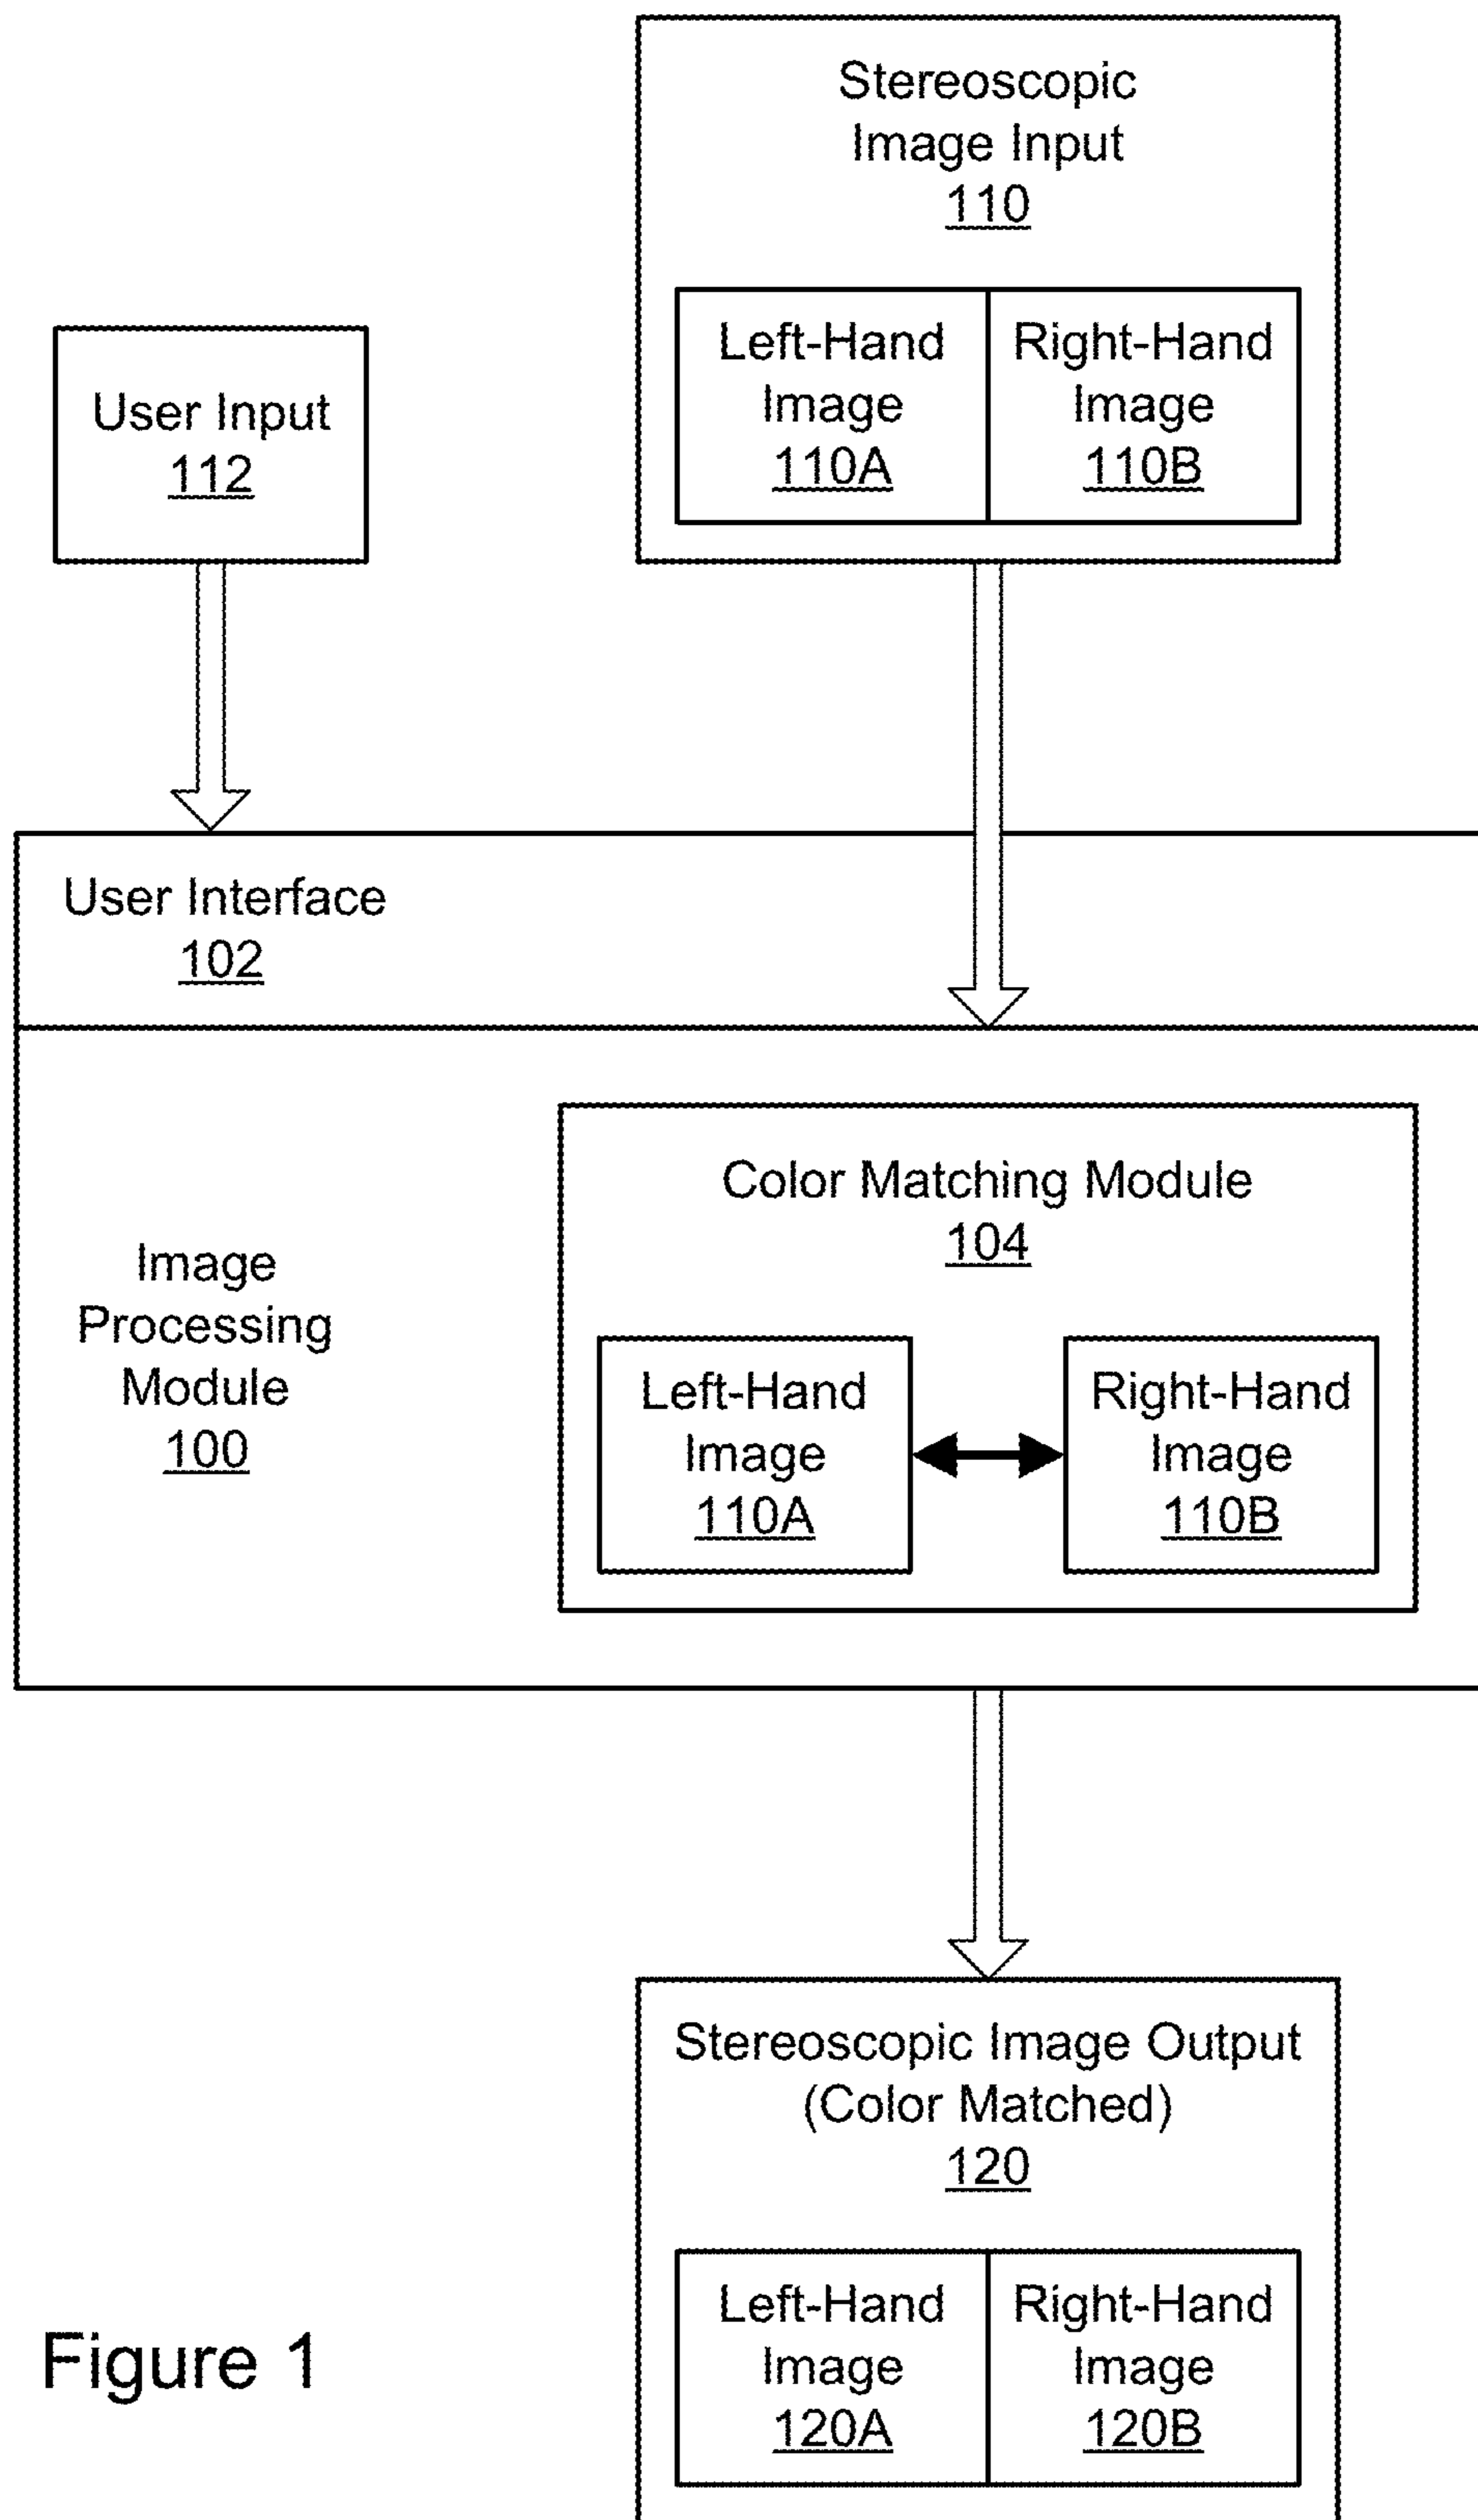 Stereoscopic
Image Input
110
Left-Hand
Image
110A
Right-Hand
Image
110B
User Input
112
User Interface
102
Image
Processing
Module
100
Color Matching Module
104
Left-Hand
Image
110A
Right-Hand
Image
110B
Stereoscopic Image Output
(Color Matched)
120
Left-Hand
Image
120A
Right-Hand
Image
120B
Figure 1